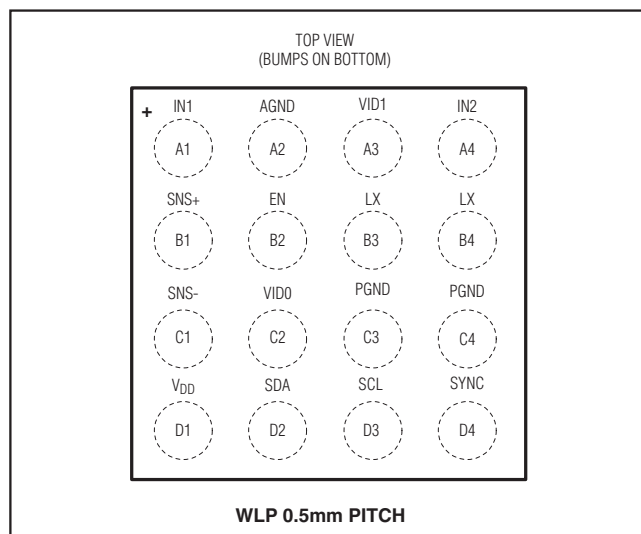 TOP VIEW
(BUMPS ON BOTTOM)
+ IN1 AGND VID1 IN2
A1 A2 A3 A4
SNS+ EN LX LX
B1 B2 B3 B4
SNS- VID0 PGND PGND
C1 C2 C3 C4
VDD SDA SCL SYNC
D1 D2 D3 D4
WLP 0.5mm PITCH